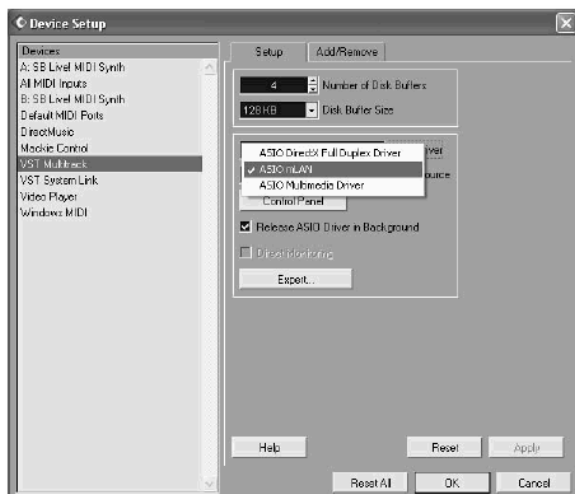 Device Setup
Devices
A: SB Live! MIDI Synth
All MIDI Inputs
B: SB Live! MIDI Synth
Default MIDI Ports
DirectMusic
Mackie Control
VST Multitrack
VST System Link
Video Player
Windows MIDI
Setup
Add/Remove
4 Number of Disk Buffers
128 KB Disk Buffer Size
ASIO DirectX Full Duplex Driver
ASIO mLAN
ASIO Multimedia Driver
Control Panel
Release ASIO Driver in Background
Direct Monitoring
Expert...
Help
Reset
Apply
Reset All
OK
Cancel